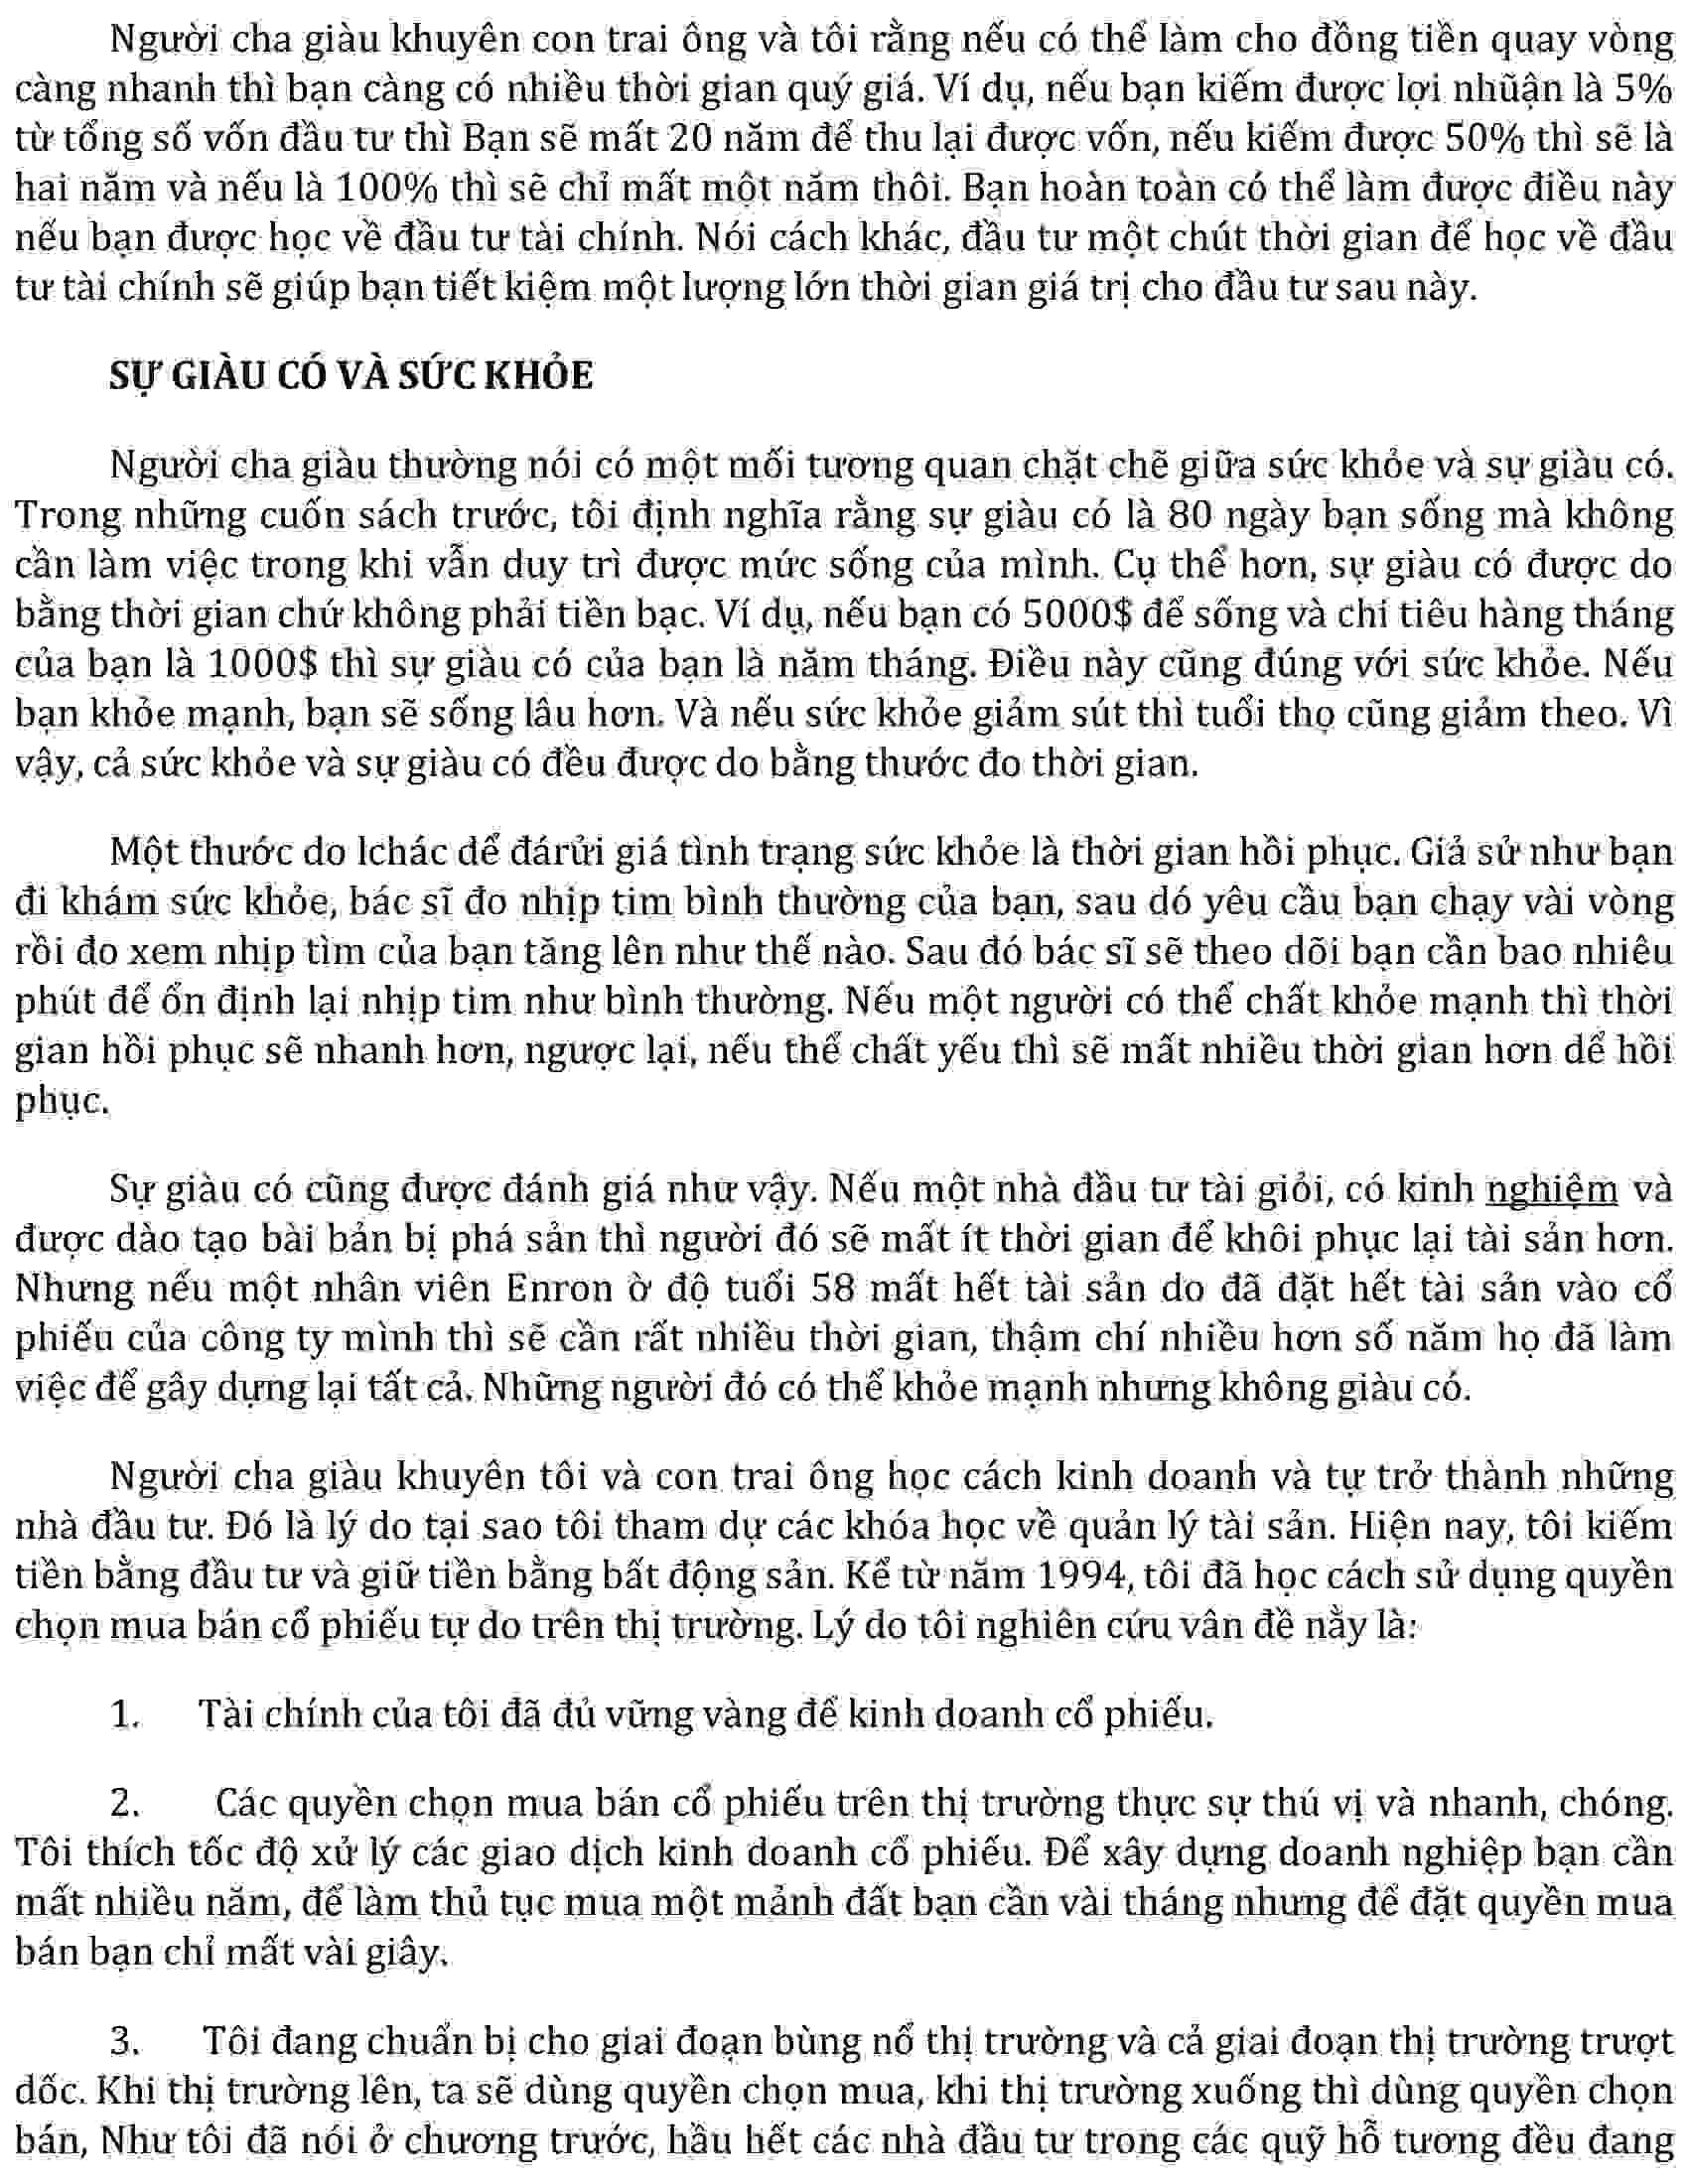 Người cha giàu khuyên con trai ông và tôi rằng nếu có thể làm cho đồng tiền quay vòng
càng nhanh thì bạn càng có nhiều thời gian quý giá. Ví dụ, nếu bạn kiếm được lợi nhũận là 5%
từ tổng số vốn đầu tư thì Bạn sẽ mất 20 năm để thu lại được vốn, nếu kiếm được 50% thì sẽ là
hai năm và nếu là 100% thì sẽ chỉ mất một năm thôi. Bạn hoàn toàn có thể làm được điều này
nếu bạn được học về đầu tư tài chính. Nói cách khác, đầu tư một chút thời gian để học về đầu
tư tài chính sẽ giúp bạn tiết kiệm một lượng lớn thời gian giá trị cho đầu tư sau này.
SỰ GIÀU CÓ VÀ SỨC KHỎE
Người cha giàu thường nói có một mối tương quan chặt chẽ giữa sức khỏe và sự giàu có.
Trong những cuốn sách trước, tôi định nghĩa rằng sự giàu có là 80 ngày bạn sống mà không
cần làm việc trong khi vẫn duy trì được mức sống của mình. Cụ thể hơn, sự giàu có được do
bằng thời gian chứ không phải tiền bạc. Ví dụ, nếu bạn có 5000$ để sống và chi tiêu hàng tháng
của bạn là 1000$ thì sự giàu có của bạn là năm tháng. Điều này cũng đúng với sức khỏe. Nếu
bạn khỏe mạnh, bạn sẽ sống lâu hơn. Và nếu sức khỏe giảm sút thì tuổi thọ cũng giảm theo. Vì
vậy, cả sức khỏe và sự giàu có đều được do bằng thước đo thời gian.
Một thước do lchác để đárửi giá tình trạng sức khỏe là thời gian hồi phục. Giả sử như bạn
đi khám sức khỏe, bác sĩ đo nhịp tim bình thường của bạn, sau dó yêu cầu bạn chạy vài vòng
rồi đo xem nhịp tìm của bạn tăng lên như thế nào. Sau đó bác sĩ sẽ theo dõi bạn cần bao nhiêu
phút để ổn định lại nhịp tim như bình thường. Nếu một người có thể chất khỏe mạnh thì thời
gian hồi phục sẽ nhanh hơn, ngược lại, nếu thể chất yếu thì sẽ mất nhiều thời gian hơn dể hồi
phục.
Sự giàu có cũng được đánh giá như vậy. Nếu một nhà đầu tư tài giỏi, có kinh nghiệm và
được dào tạo bài bản bị phá sản thì người đó sẽ mất ít thời gian để khôi phục lại tài sản hơn.
Nhưng nếu một nhân viên Enron ờ độ tuổi 58 mất hết tài sản do đã đặt hết tài sản vào cổ
phiếu của công ty mình thì sẽ cần rất nhiều thời gian, thậm chí nhiều hơn số năm họ đã làm
việc để gây dựng lại tất cả. Những người đó có thể khỏe mạnh nhưng không giàu có.
Người cha giàu khuyên tôi và con trai ông học cách kinh doanh và tự trở thành những
nhà đầu tư. Đó là lý do tại sao tôi tham dự các khóa học về quản lý tài sản. Hiện nay, tôi kiếm
tiền bằng đầu tư và giữ tiền bằng bất động sản. Kể từ năm 1994, tôi đã học cách sử dụng quyền
chọn mua bán cổ phiếu tự do trên thị trường. Lý do tôi nghiên cứu vân đề nằy là:
1. Tài chính của tôi đã đủ vững vàng để kinh doanh cổ phiếu.
2. Các quyền chọn mua bán cổ phiếu trên thị trường thực sự thú vị và nhanh, chóng.
Tôi thích tốc độ xử lý các giao dịch kinh doanh cổ phiếu. Để xây dựng doanh nghiệp bạn cần
mất nhiều năm, để làm thủ tục mua một mảnh đất bạn cần vài tháng nhưng để đặt quyền mua
bán bạn chỉ mất vài giây.
3. Tôi đang chuẩn bị cho giai đoạn bùng nổ thị trường và cả giai đoạn thị trường trượt
dốc. Khi thị trường lên, ta sẽ dùng quyền chọn mua, khi thị trường xuống thì dùng quyền chọn
bán, Như tôi đã nói ở chương trước, hầu hết các nhà đầu tư trong các quỹ hỗ tương đều đang